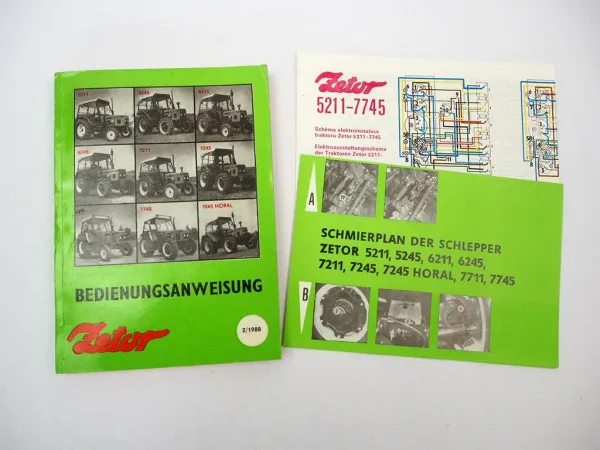 5211
5245
6211
6245
7211
7245
7745
7245 HORAL
BEDIENUNGSANWEISUNG
Zetor
2/1988
Zetor
5211-7745
Schéma elektroinstalace
traktorů Zetor 5211-7745
Elektroausstattungsschema
der Traktoren Zetor 5211-
A
SCHMIERPLAN DER SCHLEPPER
ZETOR 5211, 5245, 6211, 6245,
7211, 7245, 7245 HORAL, 7711, 7745
B